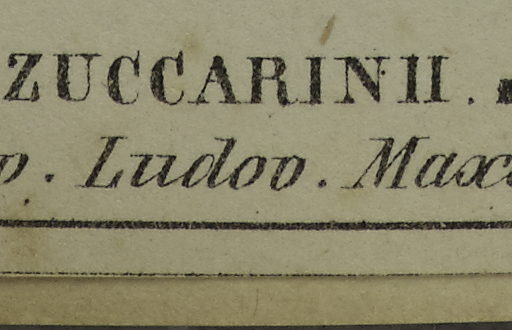 ZUCCARINII.
. Ludov. Max